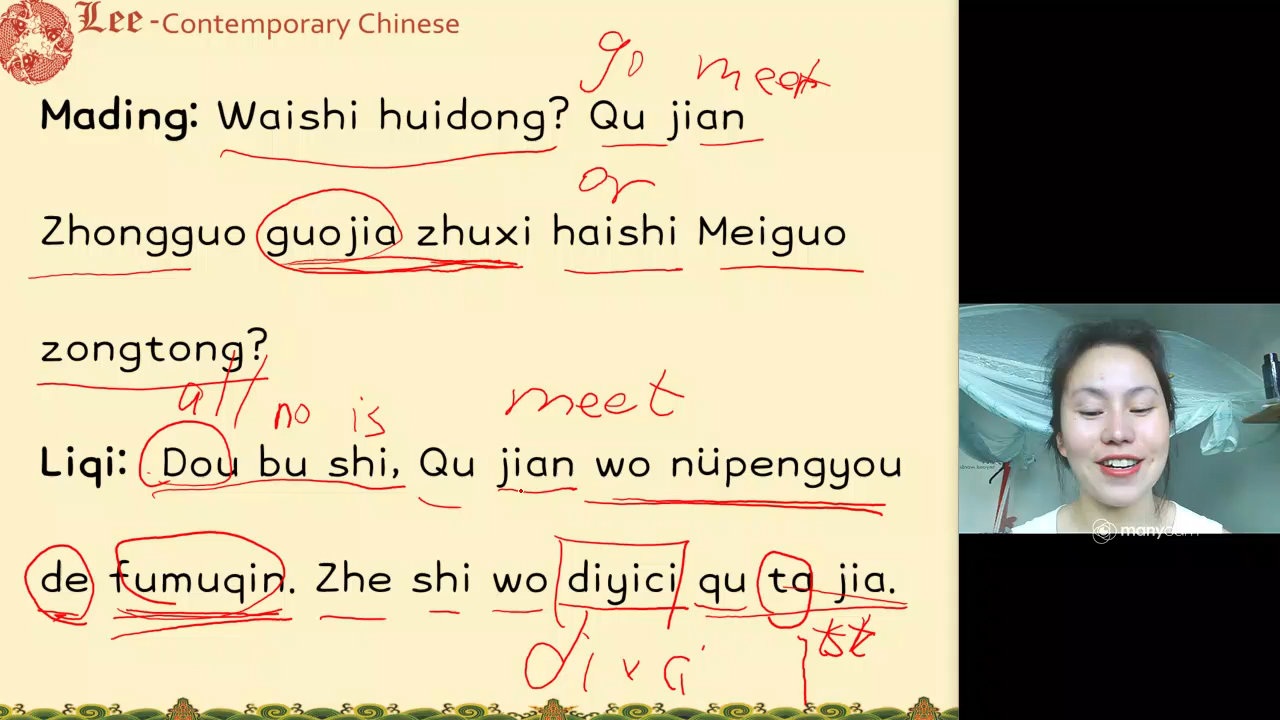 Lee -Contemporary Chinese
go meet
Mading: Waishi huidong? Qu jian
or
Zhongguo guojia zhuxi haishi Meiguo
zongtong?
all no is meet
Liqi: Dou bu shi, Qu jian wo nüpengyou
de fumuqin. Zhe shi wo diyici qu ta jia.
manycam